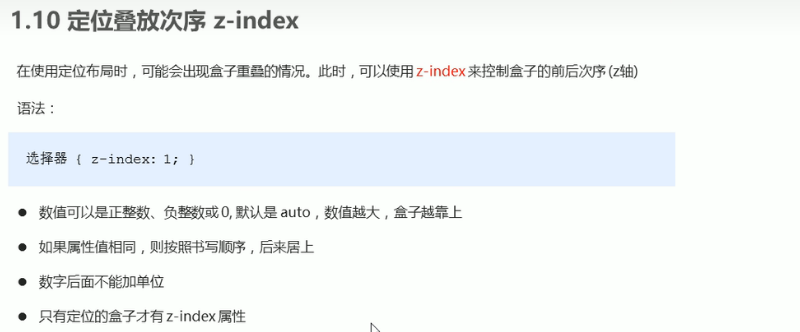 1.10 定位叠放次序 z-index
在使用定位布局时，可能会出现盒子重叠的情况。此时，可以使用 z-index 来控制盒子的前后次序 (z轴)
语法：
选择器 { z-index: 1; }
● 数值可以是正整数、负整数或 0, 默认是 auto，数值越大，盒子越靠上
● 如果属性值相同，则按照书写顺序，后来居上
● 数字后面不能加单位
● 只有定位的盒子才有 z-index 属性